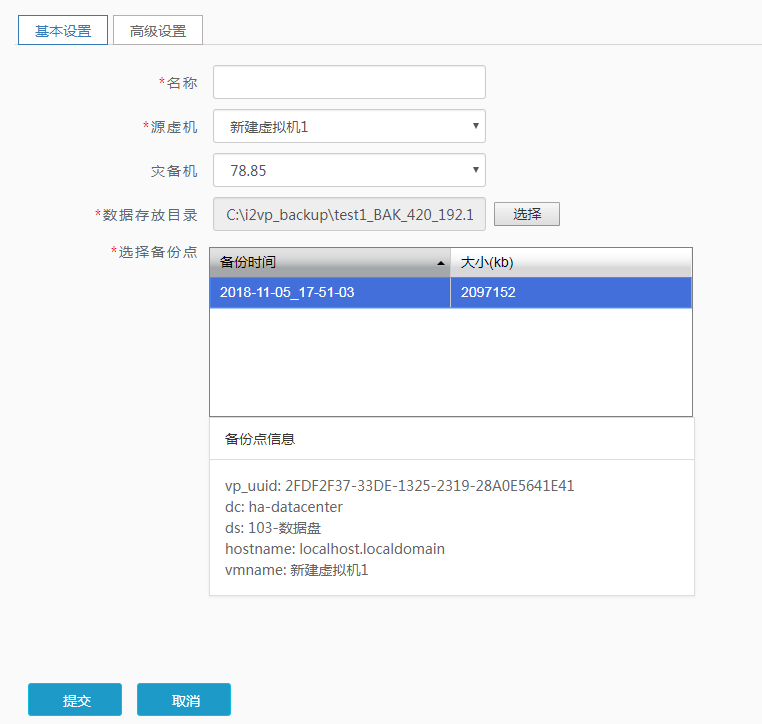 基本设置 高级设置
*名称
*源虚机 新建虚拟机1
灾备机 78.85
*数据存放目录 C:\i2vp_backup\test1_BAK_420_192.1 选择
*选择备份点
备份时间 大小(kb)
2018-11-05_17-51-03 2097152
备份点信息
vp_uuid: 2FDF2F37-33DE-1325-2319-28A0E5641E41
dc: ha-datacenter
ds: 103-数据盘
hostname: localhost.localdomain
vmname: 新建虚拟机1
提交 取消